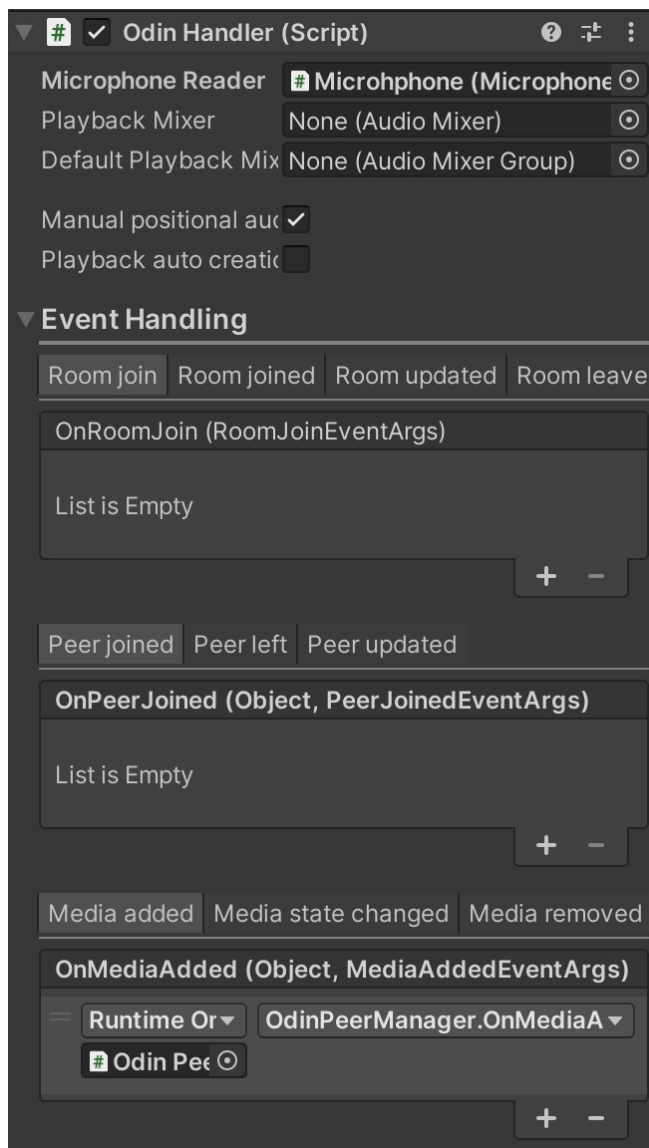 # Odin Handler (Script)
Microphone Reader # Microhphone (Microphone
Playback Mixer None (Audio Mixer)
Default Playback Mix None (Audio Mixer Group)
Manual positional auc
Playback auto creatic
Event Handling
Room join Room joined Room updated Room leave
OnRoomJoin (RoomJoinEventArgs)
List is Empty
+ −
Peer joined Peer left Peer updated
OnPeerJoined (Object, PeerJoinedEventArgs)
List is Empty
+ −
Media added Media state changed Media removed
OnMediaAdded (Object, MediaAddedEventArgs)
Runtime Or OdinPeerManager.OnMediaA
# Odin Pee
+ −